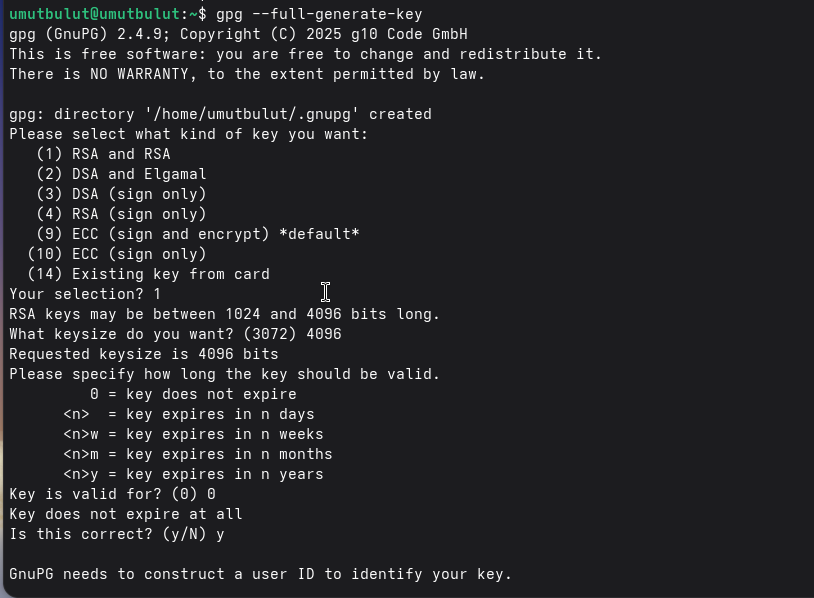 umutbulut@umutbulut:~$ gpg --full-generate-key
gpg (GnuPG) 2.4.9; Copyright (C) 2025 g10 Code GmbH
This is free software: you are free to change and redistribute it.
There is NO WARRANTY, to the extent permitted by law.

gpg: directory '/home/umutbulut/.gnupg' created
Please select what kind of key you want:
   (1) RSA and RSA
   (2) DSA and Elgamal
   (3) DSA (sign only)
   (4) RSA (sign only)
   (9) ECC (sign and encrypt) *default*
  (10) ECC (sign only)
  (14) Existing key from card
Your selection? 1
RSA keys may be between 1024 and 4096 bits long.
What keysize do you want? (3072) 4096
Requested keysize is 4096 bits
Please specify how long the key should be valid.
         0 = key does not expire
      <n>  = key expires in n days
      <n>w = key expires in n weeks
      <n>m = key expires in n months
      <n>y = key expires in n years
Key is valid for? (0) 0
Key does not expire at all
Is this correct? (y/N) y

GnuPG needs to construct a user ID to identify your key.